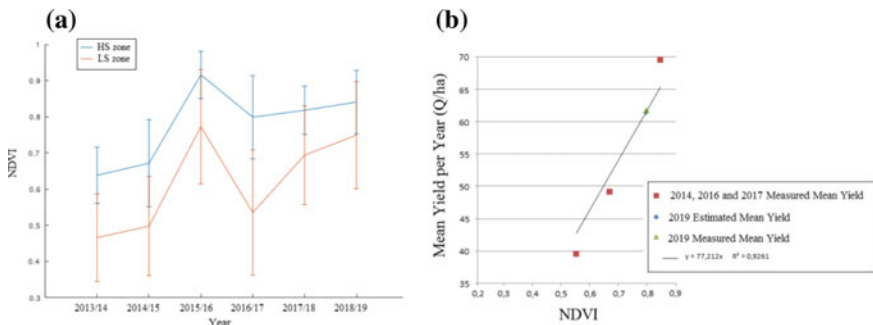 (a)
HS zone
LS zone
1
0.9
0.8
0.7
0.6
0.5
0.4
0.3
NDVI
2013/14 2014/15 2015/16 2016/17 2017/18 2018/19
Year
(b)
Mean Yield per Year (Q/ha)
70
65
60
55
50
45
40
35
0,2 0,3 0,4 0,5 0,6 0,7 0,8 0,9
NDVI
2014, 2016 and 2017 Measured Mean Yield
2019 Estimated Mean Yield
2019 Measured Mean Yield
y = 77,212x R² = 0,9261